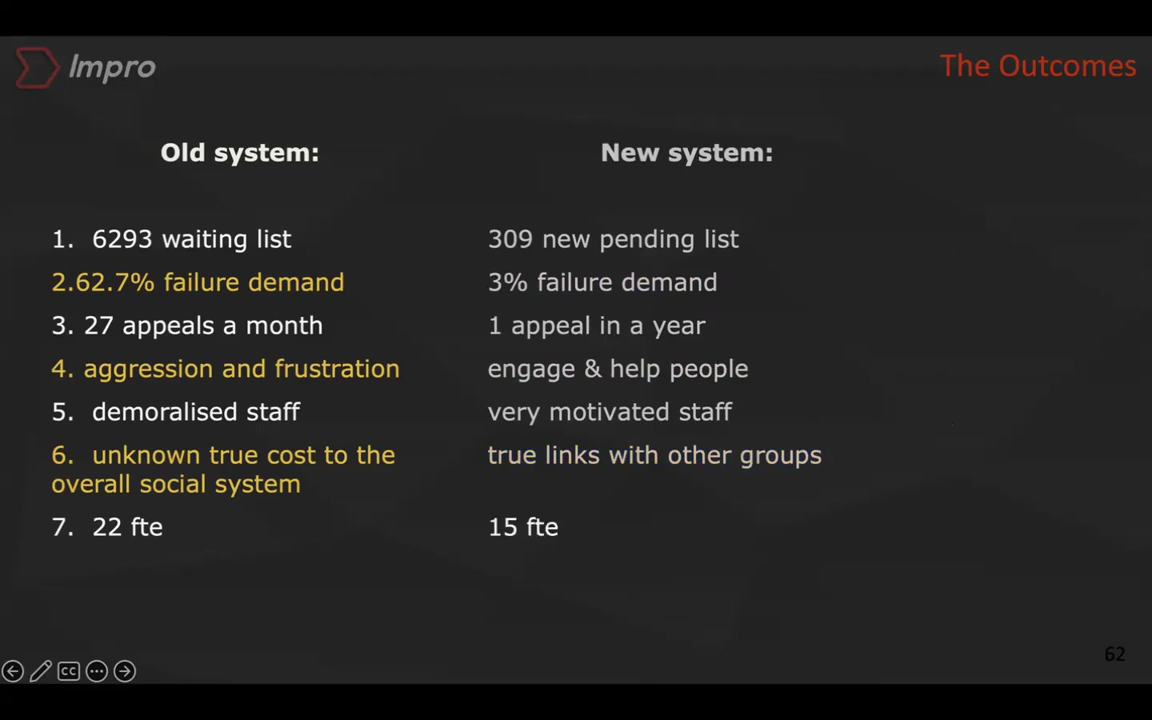 Impro
The Outcomes
Old system:
New system:
1. 6293 waiting list
309 new pending list
2.62.7% failure demand
3% failure demand
3. 27 appeals a month
1 appeal in a year
4. aggression and frustration
engage & help people
5. demoralised staff
very motivated staff
6. unknown true cost to the
overall social system
true links with other groups
7. 22 fte
15 fte
62
CC